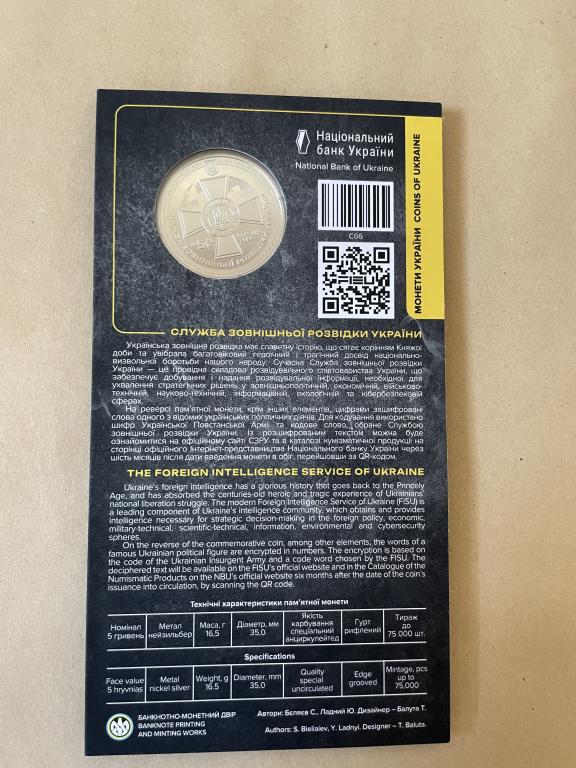 Національний
банк України
National Bank of Ukraine
C66
МОНЕТИ УКРАЇНИ COINS OF UKRAINE
СЛУЖБА ЗОВНІШНЬОЇ РОЗВІДКИ УКРАЇНИ
Українська зовнішня розвідка має славетну історію, що сягає корінням Княжої
доби та увібрала багатовіковий героїчний і трагічний досвід національно-
визвольної боротьби нашого народу. Сучасна Служба зовнішньої розвідки
України — це провідна складова розвідувального співтовариства України, що
забезпечує добування і надання розвідувальної інформації, необхідної для
ухвалення стратегічних рішень у зовнішньополітичній, економічній, військово-
технічній, науково-технічній, інформаційній, екологічній та кібербезпековій
сферах.
На реверсі пам'ятної монети, крім інших елементів, цифрами зашифровані
слова одного з відомих українських політичних діячів. Для кодування використано
шифр Української Повстанської Армії та кодове слово, обране Службою
зовнішньої розвідки України. Із розшифрованим текстом можна буде
ознайомитися на офіційному сайті СЗРУ та в каталозі нумізматичної продукції на
сторінці офіційного інтернет-представництва Національного банку України через
шість місяців після дати введення монети в обіг, перейшовши за QR-кодом.
THE FOREIGN INTELLIGENCE SERVICE OF UKRAINE
Ukraine's foreign intelligence has a glorious history that goes back to the Princely
Age, and has absorbed the centuries-old heroic and tragic experience of Ukrainians'
national liberation struggle. The modern Foreign Intelligence Service of Ukraine (FISU) is
a leading component of Ukraine's intelligence community, which obtains and provides
intelligence necessary for strategic decision-making in the foreign policy, economic,
military-technical, scientific-technical, information, environmental and cybersecurity
spheres.
On the reverse of the commemorative coin, among other elements, the words of a
famous Ukrainian political figure are encrypted in numbers. The encryption is based on
the code of the Ukrainian Insurgent Army and a code word chosen by the FISU. The
deciphered text will be available on the FISU's official website and in the Catalogue of the
Numismatic Products on the NBU's official website six months after the date of the coin's
issuance into circulation, by scanning the QR code.
Технічні характеристики пам'ятної монети
Номінал
5 гривень
Метал
нейзильбер
Маса, г
16,5
Діаметр, мм
35.0
Якість
карбування
спеціальний
анциркулейтед
Гурт
рифлений
Тираж
до
75 000 шт.
Specifications
Face value
5 hryvnias
Metal
nickel silver
Weight, g
16.5
Diameter, mm
35.0
Quality
special
uncirculated
Edge
grooved
Mintage, pcs
up to
75,000
БАНКНОТНО-МОНЕТНИЙ ДВІР
BANKNOTE PRINTING
AND MINTING WORKS
Автори: Бєляєв С., Ладний Ю. Дизайнер – Балута Т.
Authors: S. Bieliaiev, Y. Ladnyi. Designer – T. Baluta.